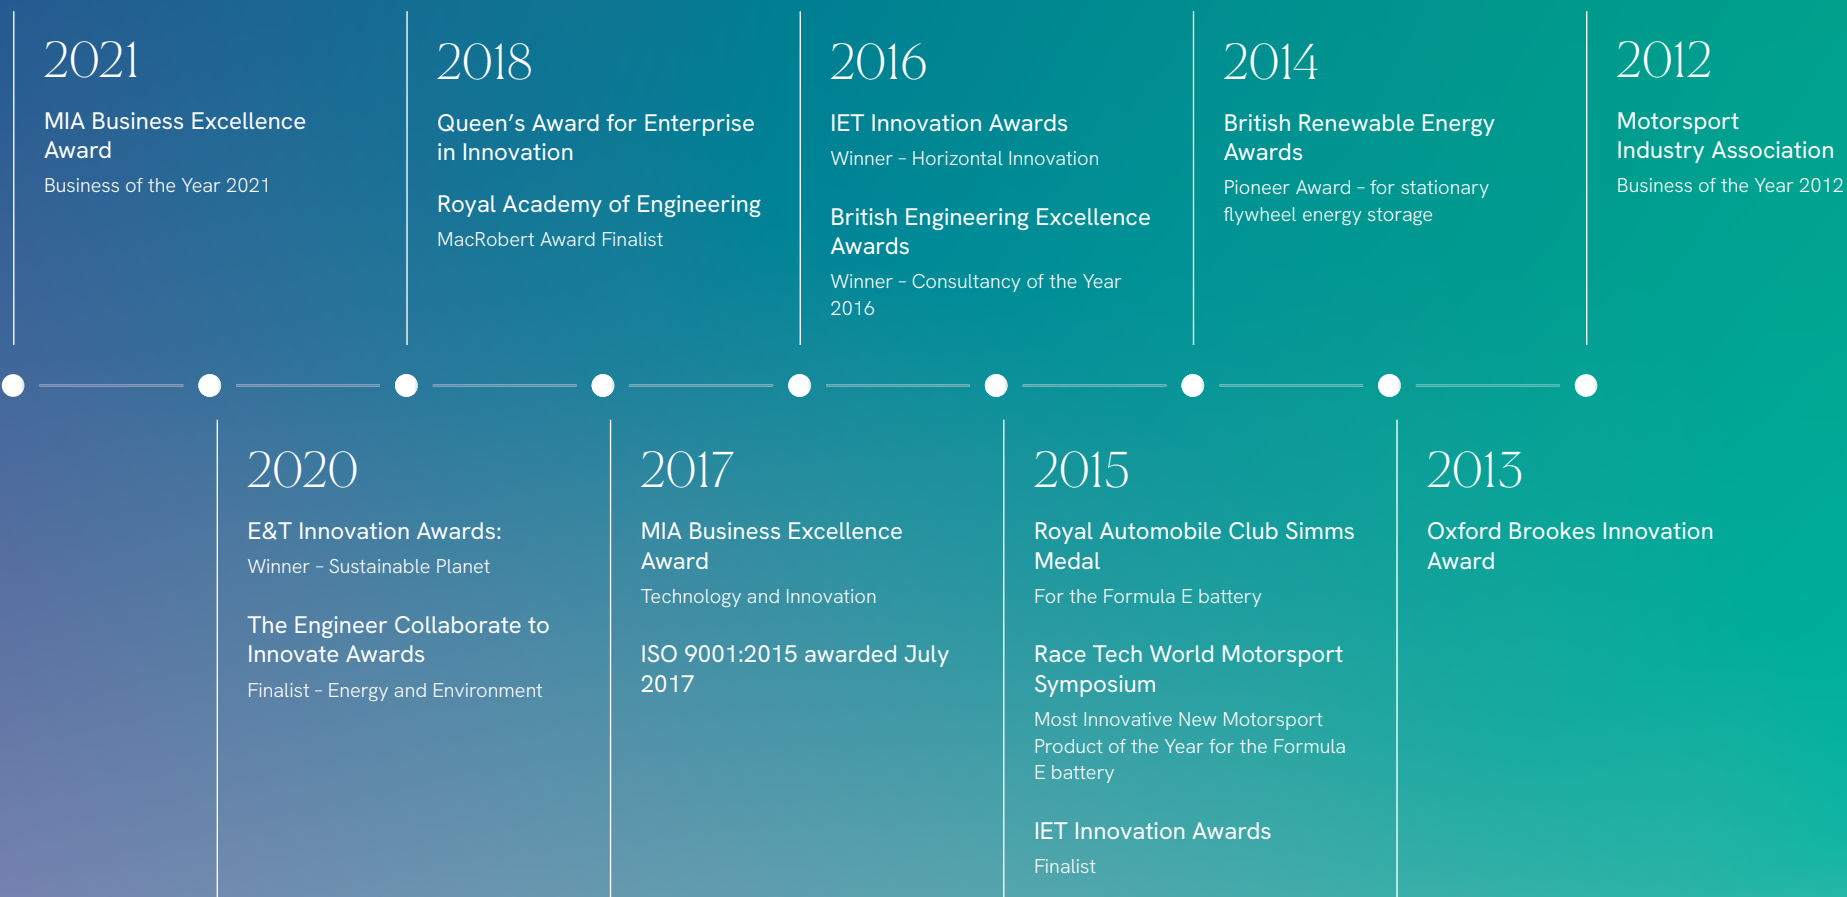 2021
MIA Business Excellence
Award
Business of the Year 2021
2018
Queen’s Award for Enterprise
in Innovation
Royal Academy of Engineering
MacRobert Award Finalist
2016
IET Innovation Awards
Winner – Horizontal Innovation
British Engineering Excellence
Awards
Winner – Consultancy of the Year
2016
2014
British Renewable Energy
Awards
Pioneer Award – for stationary
flywheel energy storage
2012
Motorsport
Industry Association
Business of the Year 2012
2020
E&T Innovation Awards:
Winner – Sustainable Planet
The Engineer Collaborate to
Innovate Awards
Finalist – Energy and Environment
2017
MIA Business Excellence
Award
Technology and Innovation
ISO 9001:2015 awarded July
2017
2015
Royal Automobile Club Simms
Medal
For the Formula E battery
Race Tech World Motorsport
Symposium
Most Innovative New Motorsport
Product of the Year for the Formula
E battery
IET Innovation Awards
Finalist
2013
Oxford Brookes Innovation
Award